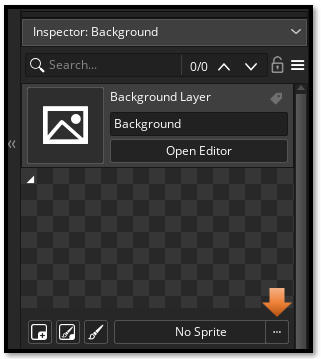 Inspector: Background
Search... 0/0
Background Layer
Background
Open Editor
No Sprite ...